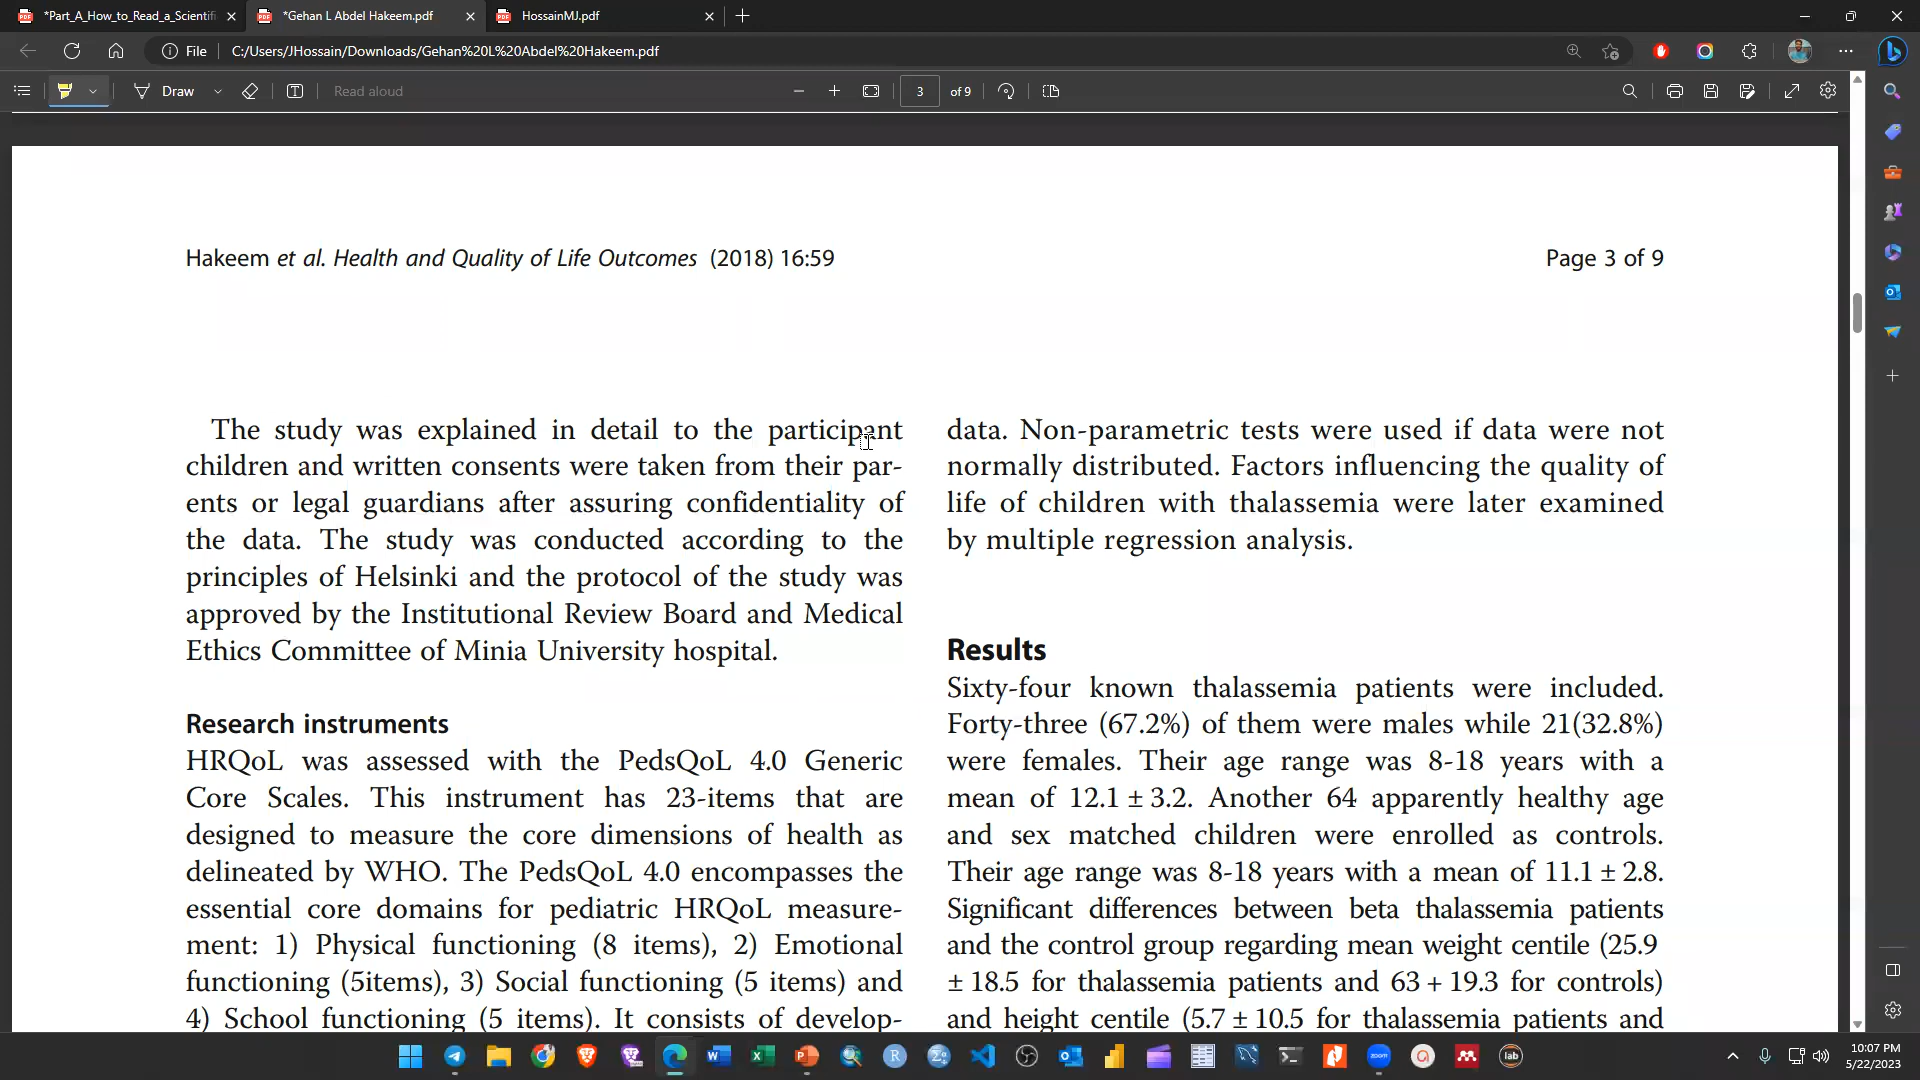 *Part_A_How_to_Read_a_Scientifi
*Gehan L Abdel Hakeem.pdf
HossainMJ.pdf
File
C:/Users/JHossain/Downloads/Gehan%20L%20Abdel%20Hakeem.pdf
Draw
Read aloud
3
of 9
Hakeem et al. Health and Quality of Life Outcomes (2018) 16:59
Page 3 of 9
The study was explained in detail to the participant
children and written consents were taken from their par-
ents or legal guardians after assuring confidentiality of
the data. The study was conducted according to the
principles of Helsinki and the protocol of the study was
approved by the Institutional Review Board and Medical
Ethics Committee of Minia University hospital.
Research instruments
HRQoL was assessed with the PedsQoL 4.0 Generic
Core Scales. This instrument has 23-items that are
designed to measure the core dimensions of health as
delineated by WHO. The PedsQoL 4.0 encompasses the
essential core domains for pediatric HRQoL measure-
ment: 1) Physical functioning (8 items), 2) Emotional
functioning (5items), 3) Social functioning (5 items) and
4) School functioning (5 items). It consists of develop-
data. Non-parametric tests were used if data were not
normally distributed. Factors influencing the quality of
life of children with thalassemia were later examined
by multiple regression analysis.
Results
Sixty-four known thalassemia patients were included.
Forty-three (67.2%) of them were males while 21(32.8%)
were females. Their age range was 8-18 years with a
mean of 12.1 ± 3.2. Another 64 apparently healthy age
and sex matched children were enrolled as controls.
Their age range was 8-18 years with a mean of 11.1 ± 2.8.
Significant differences between beta thalassemia patients
and the control group regarding mean weight centile (25.9
± 18.5 for thalassemia patients and 63 + 19.3 for controls)
and height centile (5.7 ± 10.5 for thalassemia patients and
zoom
lab
10:07 PM
5/22/2023